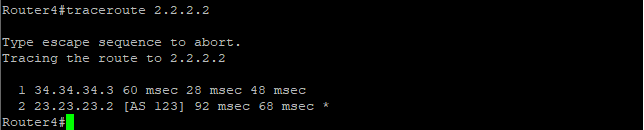 Router4#traceroute 2.2.2.2
Type escape sequence to abort.
Tracing the route to 2.2.2.2
1 34.34.34.3 60 msec 28 msec 48 msec
2 23.23.23.2 [AS 123] 92 msec 68 msec *
Router4#